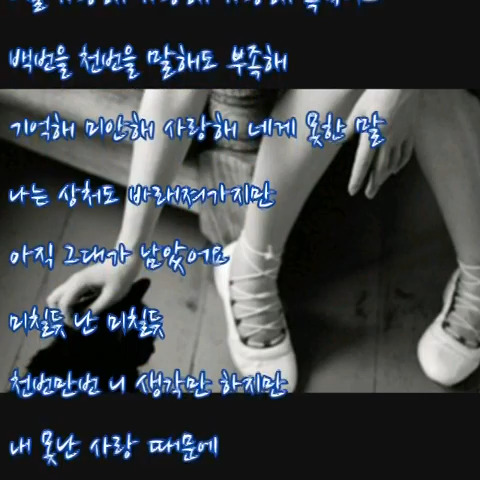 백번을 천번을 말해도 부족해
기억해 미안해 사랑해 네게 못한 말
나는 상처도 바래져가지만
아직 그대가 남았어요
미칠듯 난 미칠듯
천번만번 니 생각만 하지만
내 못난 사랑 때문에